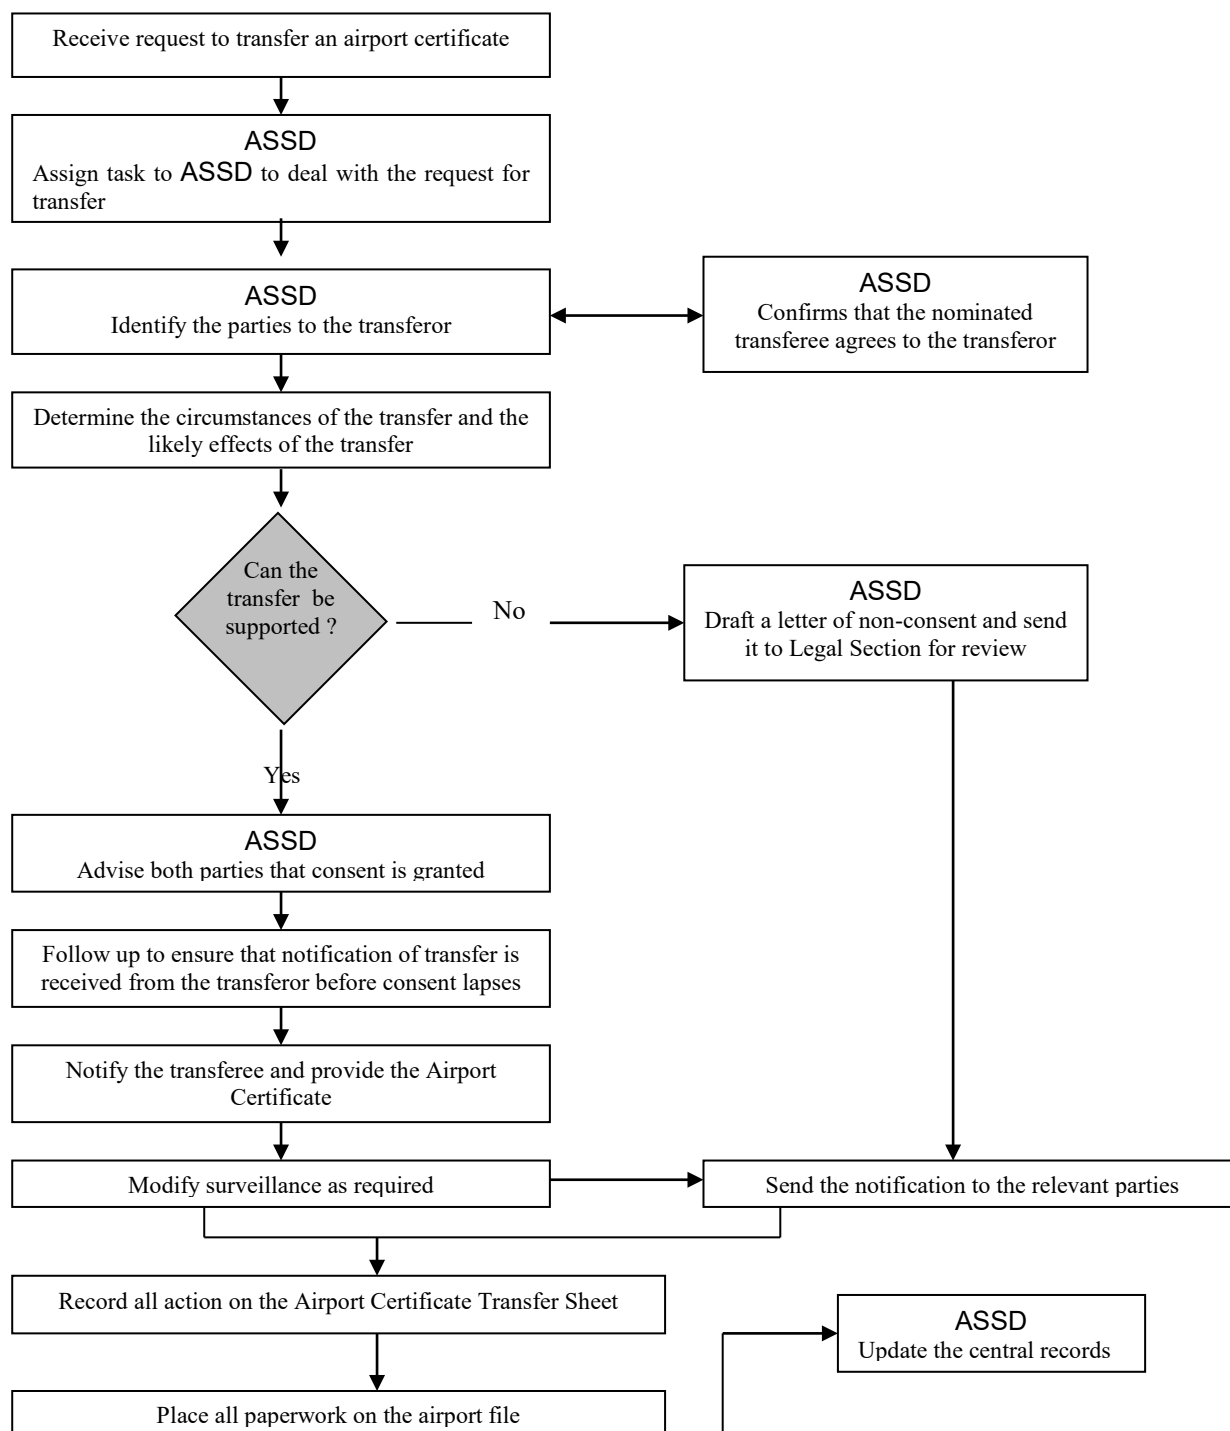 Receive request to transfer an airport certificate
ASSD
Assign task to ASSD to deal with the request for
transfer
ASSD
Identify the parties to the transferor
ASSD
Confirms that the nominated
transferee agrees to the transferor
Determine the circumstances of the transfer and the
likely effects of the transfer
Can the
transfer be
supported ?
No
ASSD
Draft a letter of non-consent and send
it to Legal Section for review
Yes
ASSD
Advise both parties that consent is granted
Follow up to ensure that notification of transfer is
received from the transferor before consent lapses
Notify the transferee and provide the Airport
Certificate
Modify surveillance as required
Send the notification to the relevant parties
Record all action on the Airport Certificate Transfer Sheet
ASSD
Update the central records
Place all paperwork on the airport file